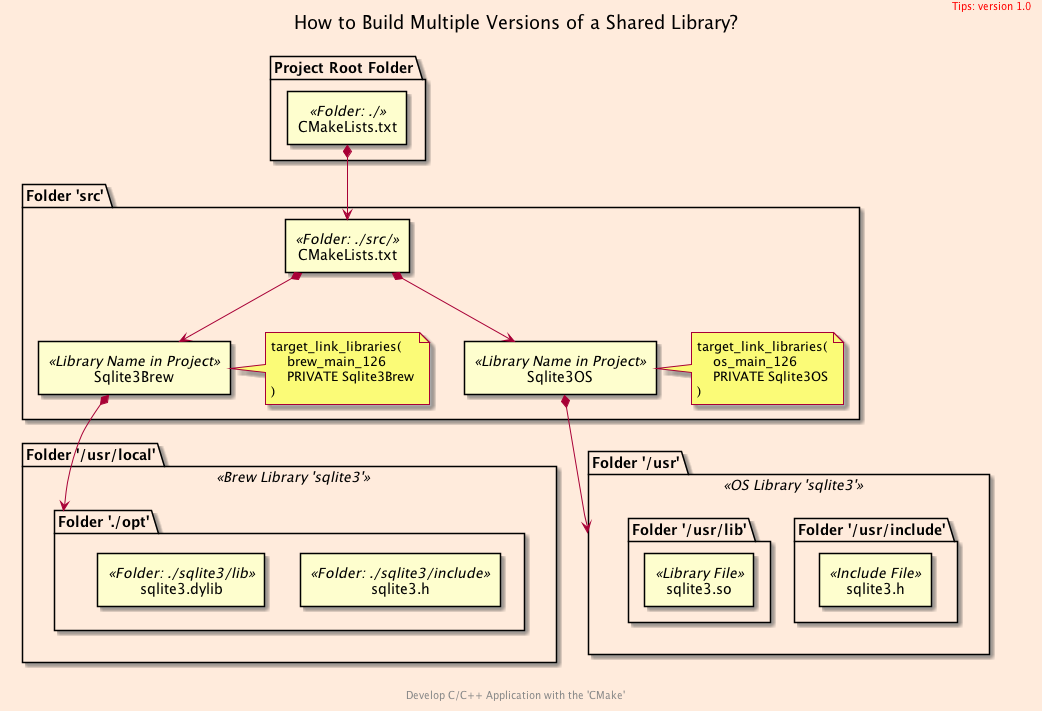 Tips: version 1.0
How to Build Multiple Versions of a Shared Library?
Project Root Folder
«Folder: ./»
CMakeLists.txt
Folder 'src'
«Folder: ./src/»
CMakeLists.txt
«Library Name in Project»
Sqlite3Brew
target_link_libraries(
brew_main_126
PRIVATE Sqlite3Brew
)
«Library Name in Project»
Sqlite3OS
target_link_libraries(
os_main_126
PRIVATE Sqlite3OS
)
Folder '/usr/local'
«Brew Library 'sqlite3'»
Folder './opt'
«Folder: ./sqlite3/lib»
sqlite3.dylib
«Folder: ./sqlite3/include»
sqlite3.h
Folder '/usr'
«OS Library 'sqlite3'»
Folder '/usr/lib'
«Library File»
sqlite3.so
Folder '/usr/include'
«Include File»
sqlite3.h
Develop C/C++ Application with the 'CMake'